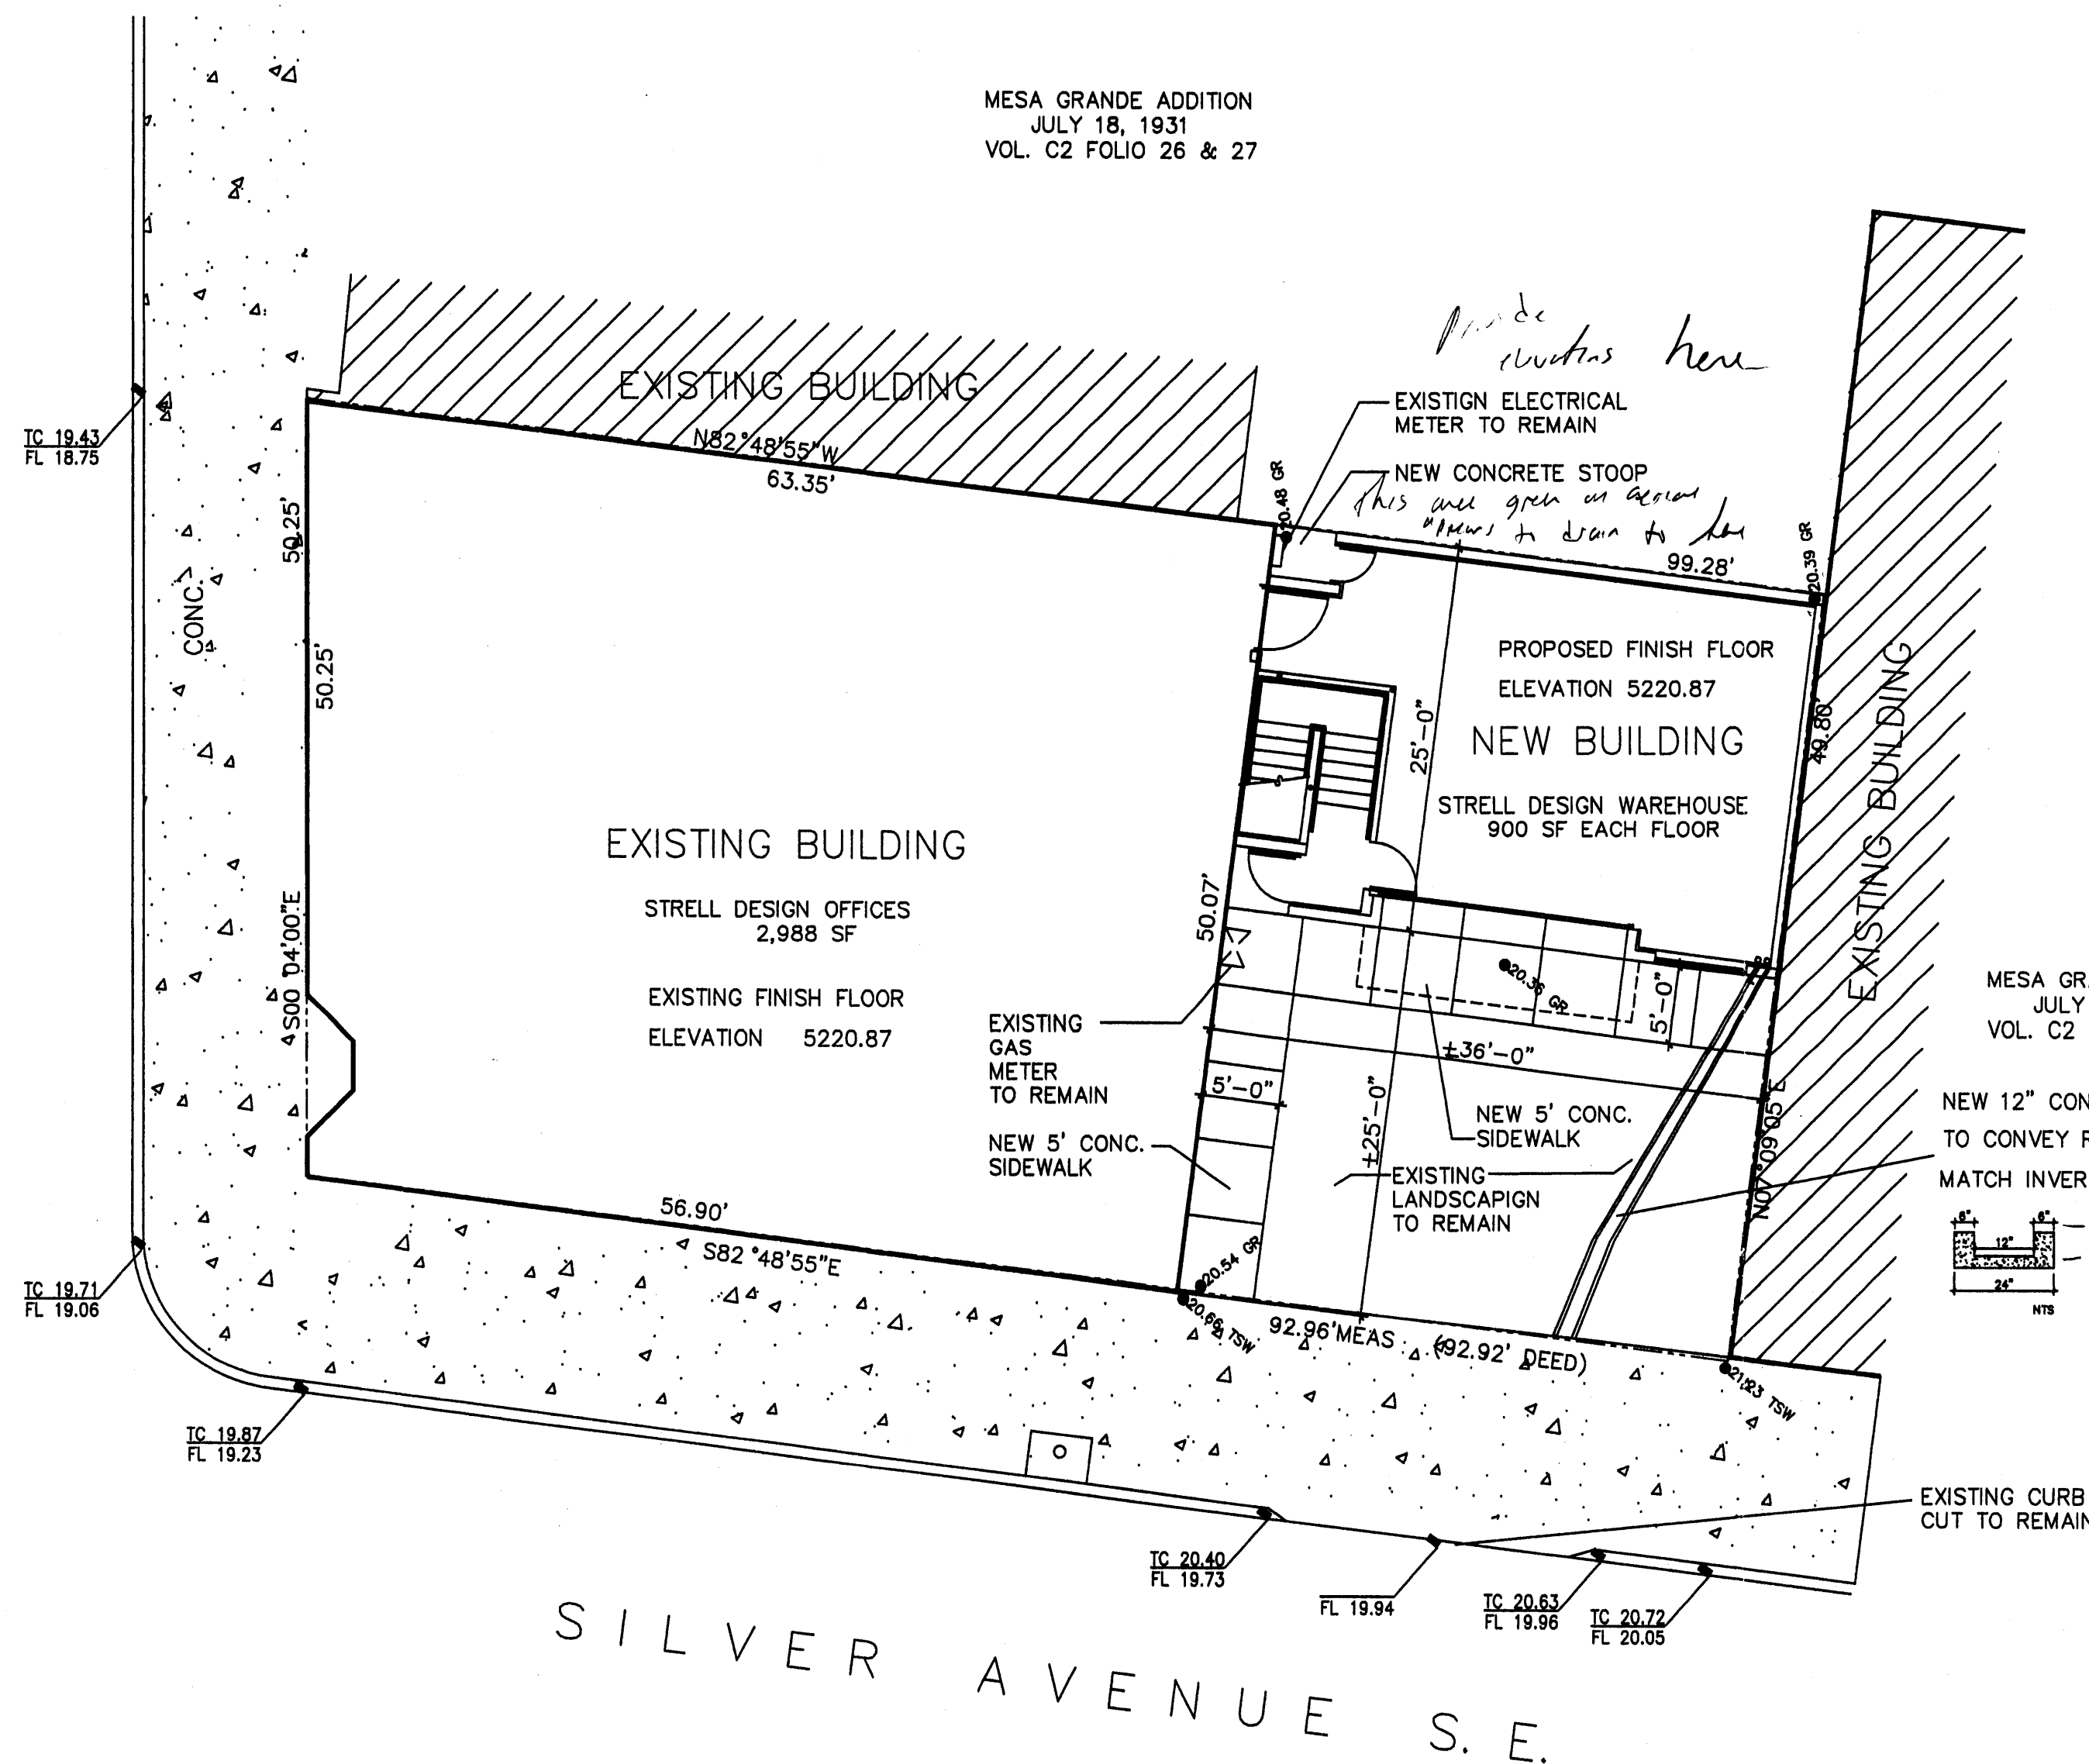 MESA GRANDE ADDITION
JULY 18, 1931
VOL. C2 FOLIO 26 & 27
here
EXISTING BUILDING
N82°48'55"W
63.35'
EXISTIGN ELECTRICAL
METER TO REMAIN
NEW CONCRETE STOOP
This area
to drain to
20.48 GR
99.28'
20.39 GR
TC 19.43
FL 18.75
50.25'
CONC.
50.25'
S00°04'00"E
PROPOSED FINISH FLOOR
ELEVATION 5220.87
NEW BUILDING
STRELL DESIGN WAREHOUSE
900 SF EACH FLOOR
25'-0"
49.80'
EXISTING BUILDING
EXISTING BUILDING
STRELL DESIGN OFFICES
2,988 SF
EXISTING FINISH FLOOR
ELEVATION 5220.87
50.07'
20.36 GR
5'-0"
±36'-0"
EXISTING
GAS
METER
TO REMAIN
5'-0"
±25'-0"
NEW 5' CONC.
SIDEWALK
NEW 5' CONC.
SIDEWALK
EXISTING
LANDSCAPIGN
TO REMAIN
N07°09'05"E
MESA GR
JULY
VOL. C2
NEW 12" CON
TO CONVEY R
MATCH INVER
6"
6"
12"
24"
NTS
56.90'
S82°48'55"E
20.54 GR
20.66 TSW
92.96'MEAS (92.92' DEED)
21.23 TSW
TC 19.71
FL 19.06
TC 19.87
FL 19.23
TC 20.40
FL 19.73
FL 19.94
TC 20.63
FL 19.96
TC 20.72
FL 20.05
EXISTING CURB
CUT TO REMAIN
SILVER AVENUE S.E.